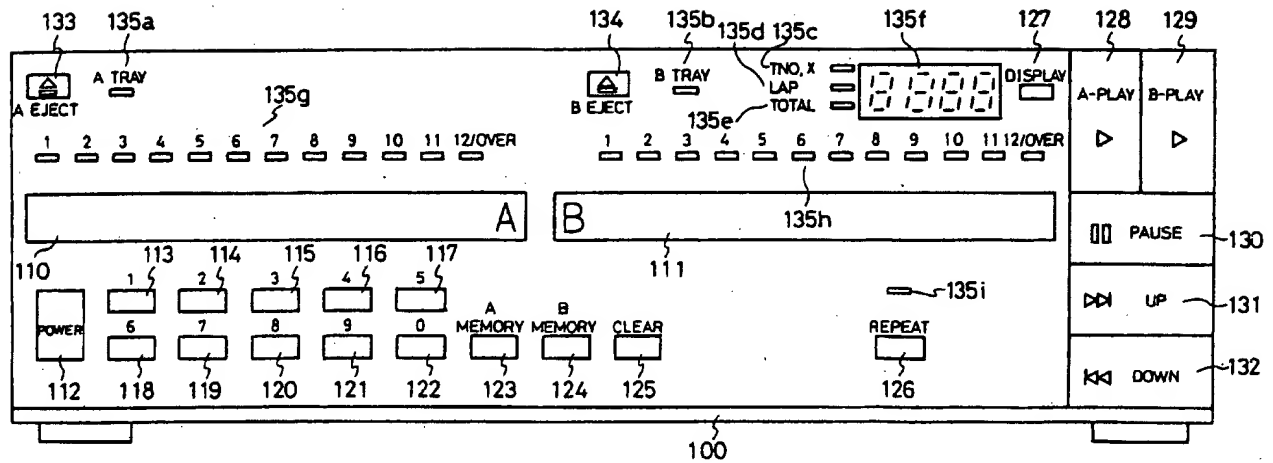 133 135a 134 135b 135d 135c 135f 127 128 129
A TRAY B TRAY TNO, X DISPLAY
LAP
A EJECT B EJECT TOTAL A-PLAY B-PLAY
135g 135e 8888
1 2 3 4 5 6 7 8 9 10 11 12/OVER 1 2 3 4 5 6 7 8 9 10 11 12/OVER
A B 135h
PAUSE 130
110 113 114 115 116 117 111
1 2 3 4 5 135i UP 131
POWER 6 7 8 9 0 A MEMORY B MEMORY CLEAR REPEAT
DOWN 132
112 118 119 120 121 122 123 124 125 126
100